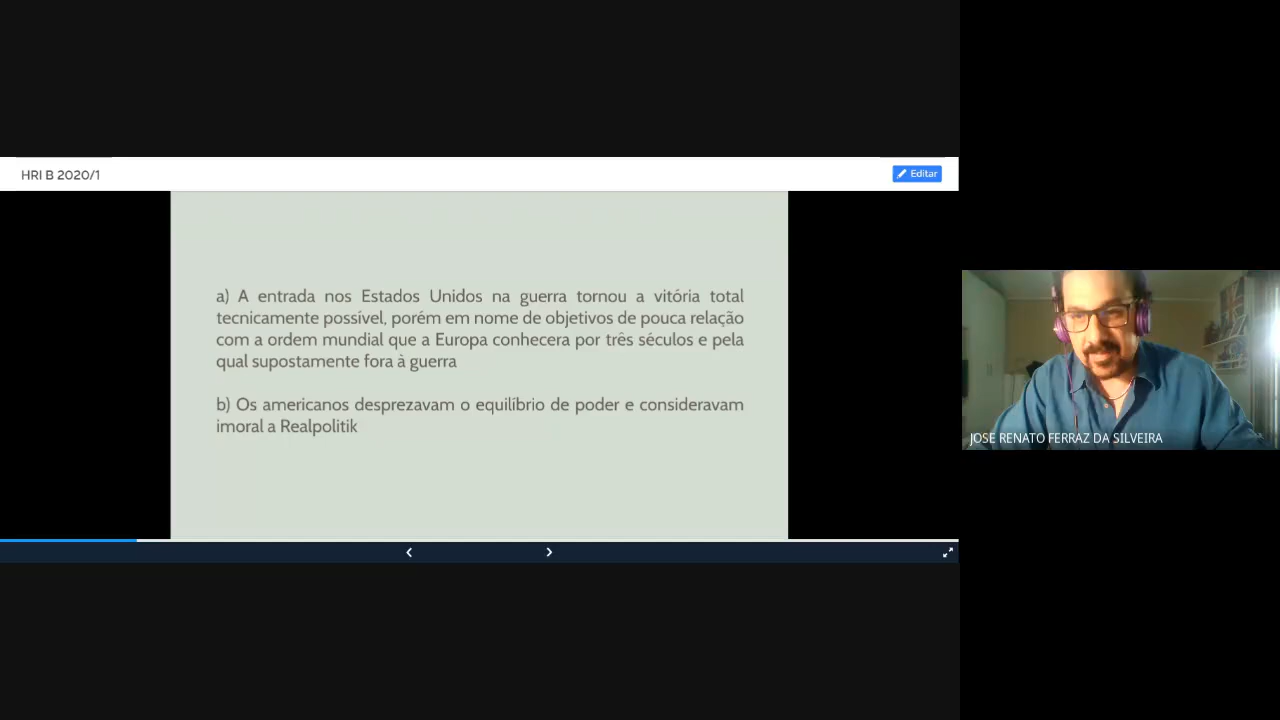 HRI B 2020/1
Editar
a) A entrada nos Estados Unidos na guerra tornou a vitória total
tecnicamente possível, porém em nome de objetivos de pouca relação
com a ordem mundial que a Europa conhecera por três séculos e pela
qual supostamente fora à guerra
b) Os americanos desprezavam o equilíbrio de poder e consideravam
imoral a Realpolitik
JOSE RENATO FERRAZ DA SILVEIRA